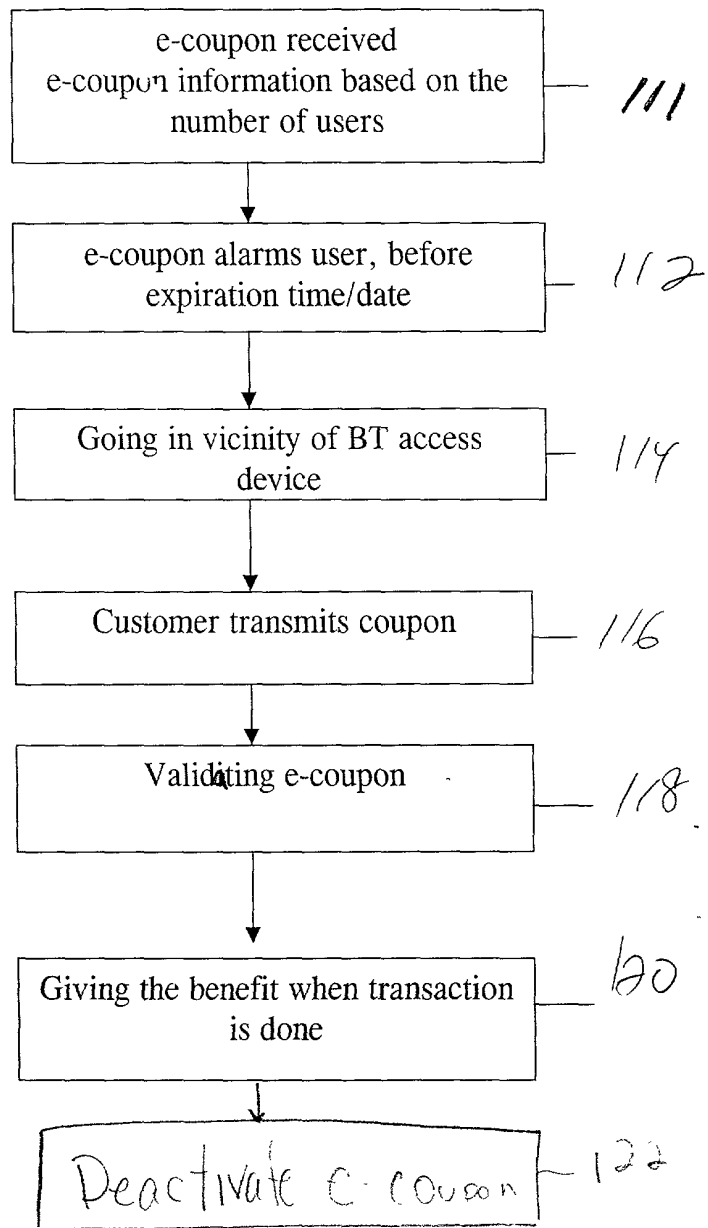 e-coupon received
e-coupon information based on the
number of users
111
e-coupon alarms user, before
expiration time/date
112
Going in vicinity of BT access
device
114
Customer transmits coupon
116
Validating e-coupon
118
Giving the benefit when transaction
is done
120
Deactivate e-coupon
122